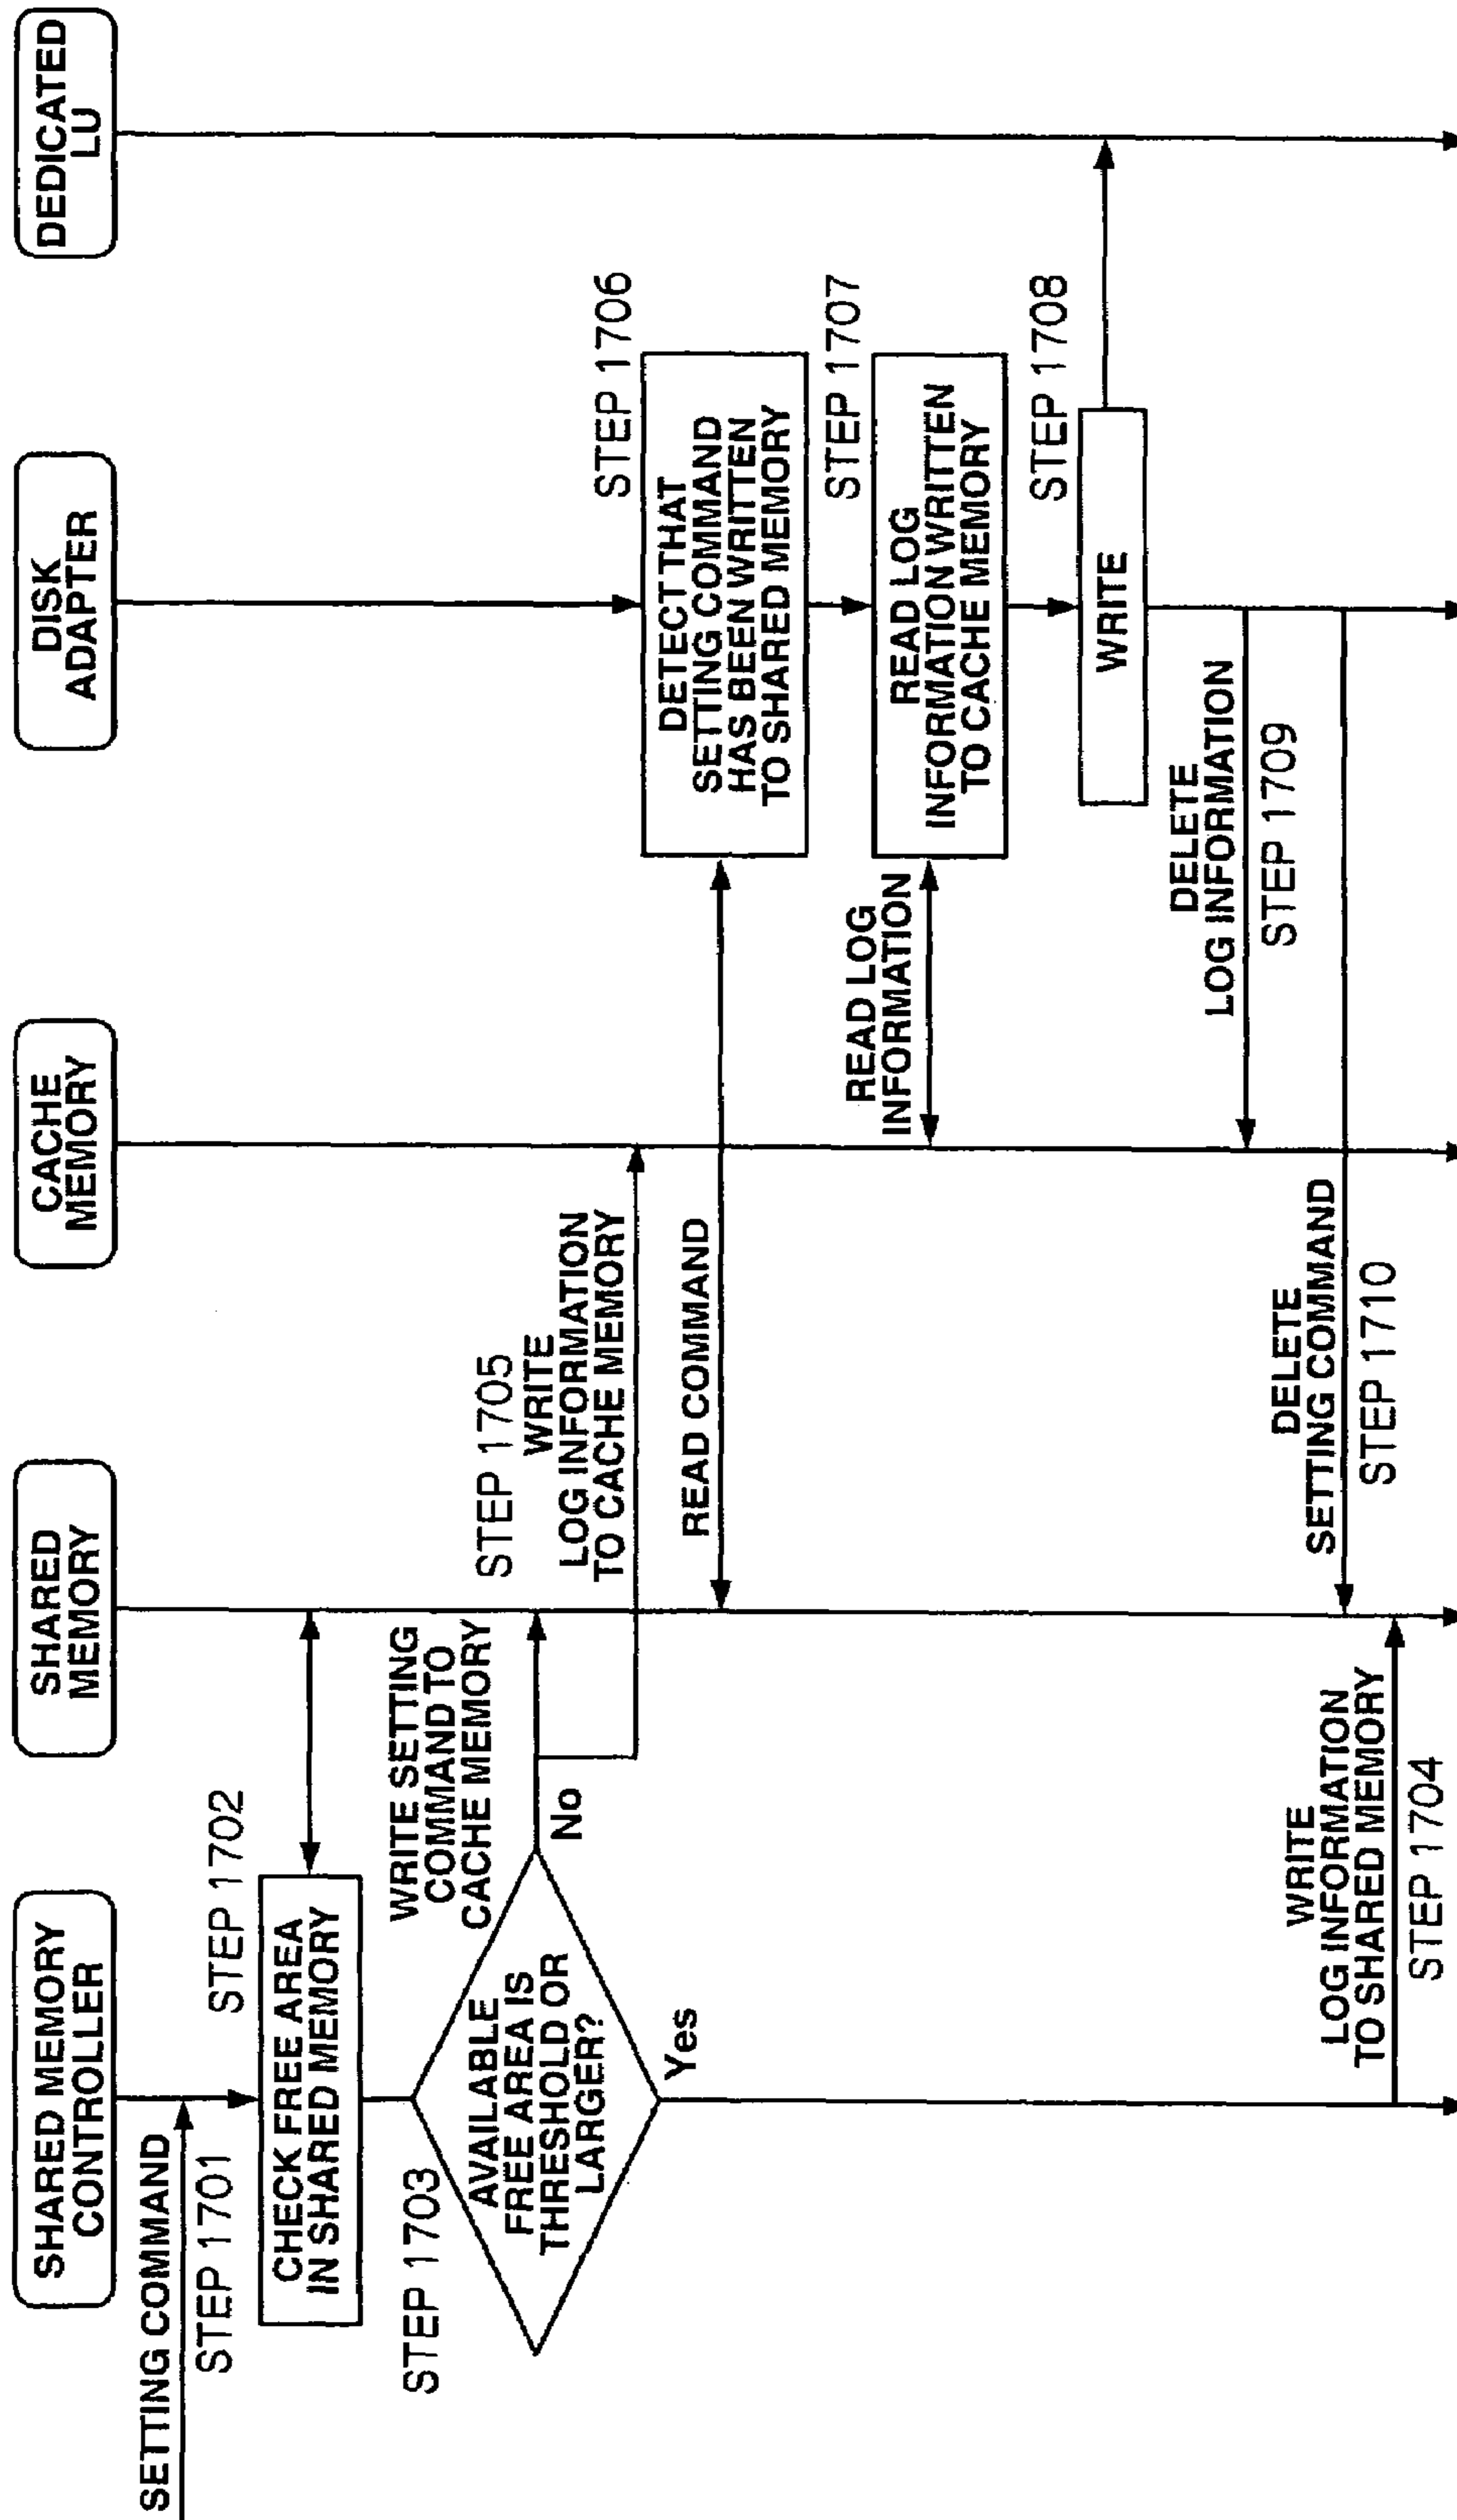 SHARED MEMORY
CONTROLLER
SHARED
MEMORY
CACHE
MEMORY
DISK
ADAPTER
DEDICATED
LU
SETTING COMMAND
STEP 1701
STEP 1702
CHECK FREE AREA
IN SHARED MEMORY
STEP 1703
AVAILABLE
FREE AREA IS
THRESHOLD OR
LARGER?
WRITE SETTING
COMMAND TO
CACHE MEMORY
No
Yes
STEP 1705
WRITE
LOG INFORMATION
TO CACHE MEMORY
STEP 1706
DETECT THAT
SETTING COMMAND
HAS BEEN WRITTEN
TO SHARED MEMORY
READ COMMAND
STEP 1707
READ LOG
INFORMATION
READ LOG
INFORMATION WRITTEN
TO CACHE MEMORY
STEP 1708
WRITE
DELETE
LOG INFORMATION
STEP 1709
DELETE
SETTING COMMAND
STEP 1710
WRITE
LOG INFORMATION
TO SHARED MEMORY
STEP 1704